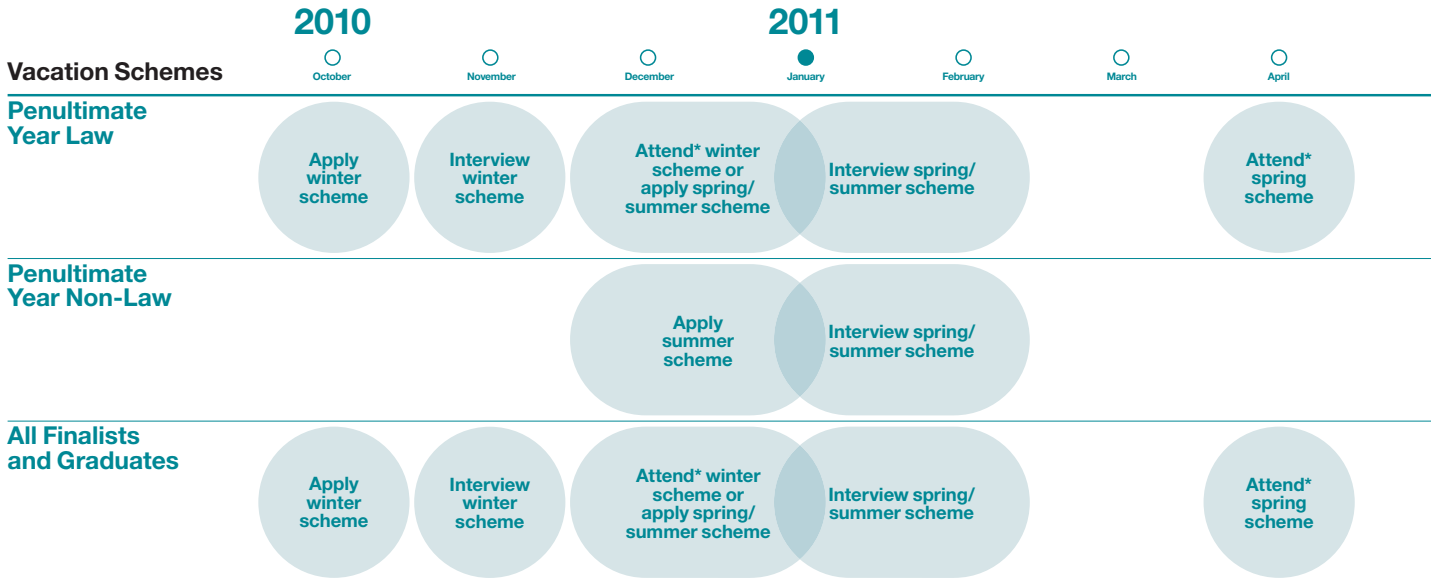 2010
2011
Vacation Schemes
October
November
December
January
February
March
April
Penultimate
Year Law
Apply
winter
scheme
Interview
winter
scheme
Attend* winter
scheme or
apply spring/
summer scheme
Interview spring/
summer scheme
Attend*
spring
scheme
Penultimate
Year Non-Law
Apply
summer
scheme
Interview spring/
summer scheme
All Finalists
and Graduates
Apply
winter
scheme
Interview
winter
scheme
Attend* winter
scheme or
apply spring/
summer scheme
Interview spring/
summer scheme
Attend*
spring
scheme